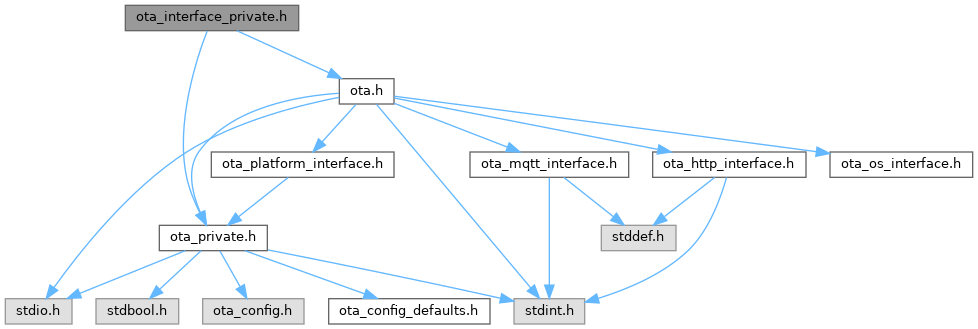 ota_interface_private.h
ota.h
ota_platform_interface.h
ota_mqtt_interface.h
ota_http_interface.h
ota_os_interface.h
ota_private.h
stddef.h
stdio.h
stdbool.h
ota_config.h
ota_config_defaults.h
stdint.h